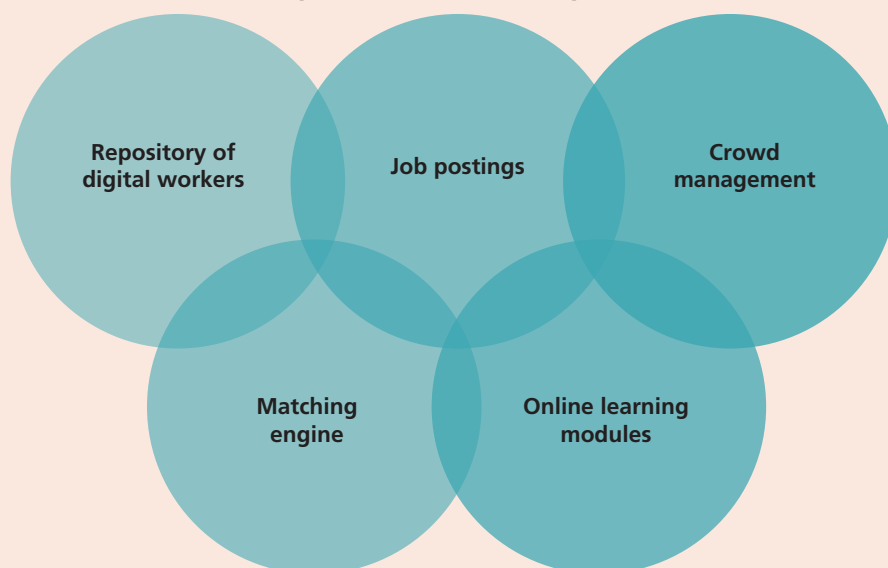 Repository of
digital workers
Job postings
Crowd
management
Matching
engine
Online learning
modules